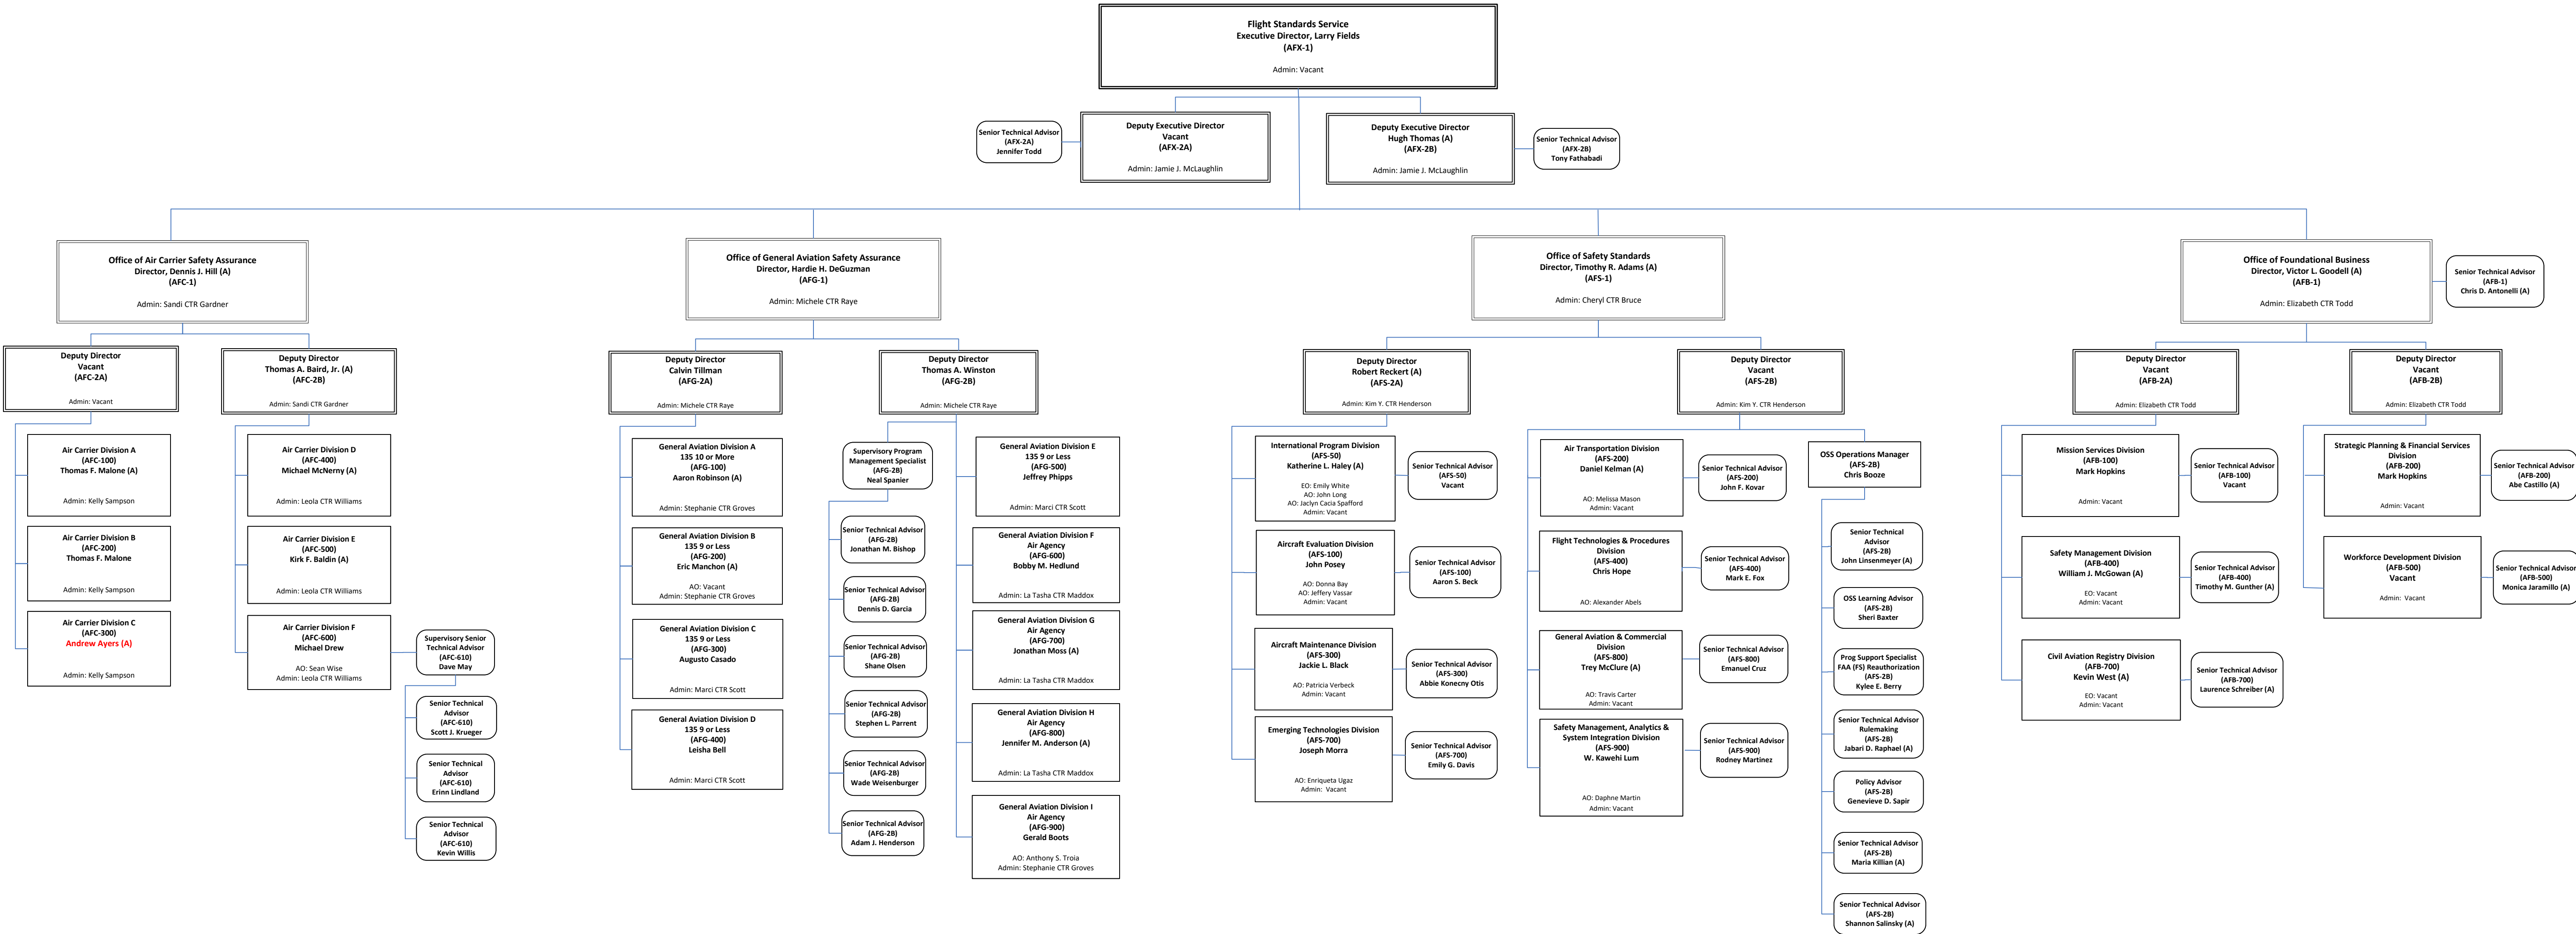 Flight Standards Service
Executive Director, Larry Fields
(AFX-1)
Admin: Vacant
Senior Technical Advisor
(AFX-2A)
Jennifer Todd
Deputy Executive Director
Vacant
(AFX-2A)
Admin: Jamie J. McLaughlin
Deputy Executive Director
Hugh Thomas (A)
(AFX-2B)
Admin: Jamie J. McLaughlin
Senior Technical Advisor
(AFX-2B)
Tony Fathabadi
Office of Air Carrier Safety Assurance
Director, Dennis J. Hill (A)
(AFC-1)
Admin: Sandi CTR Gardner
Deputy Director
Vacant
(AFC-2A)
Admin: Vacant
Air Carrier Division A
(AFC-100)
Thomas F. Malone (A)
Admin: Kelly Sampson
Air Carrier Division B
(AFC-200)
Thomas F. Malone
Admin: Kelly Sampson
Air Carrier Division C
(AFC-300)
Andrew Ayers (A)
Admin: Kelly Sampson
Deputy Director
Thomas A. Baird, Jr. (A)
(AFC-2B)
Admin: Sandi CTR Gardner
Air Carrier Division D
(AFC-400)
Michael McNerny (A)
Admin: Leola CTR Williams
Air Carrier Division E
(AFC-500)
Kirk F. Baldin (A)
Admin: Leola CTR Williams
Air Carrier Division F
(AFC-600)
Michael Drew
AO: Sean Wise
Admin: Leola CTR Williams
Supervisory Senior
Technical Advisor
(AFC-610)
Dave May
Senior Technical
Advisor
(AFC-610)
Scott J. Krueger
Senior Technical
Advisor
(AFC-610)
Erinn Lindland
Senior Technical
Advisor
(AFC-610)
Kevin Willis
Office of General Aviation Safety Assurance
Director, Hardie H. DeGuzman
(AFG-1)
Admin: Michele CTR Raye
Deputy Director
Calvin Tillman
(AFG-2A)
Admin: Michele CTR Raye
General Aviation Division A
135 10 or More
(AFG-100)
Aaron Robinson (A)
Admin: Stephanie CTR Groves
General Aviation Division B
135 9 or Less
(AFG-200)
Eric Manchon (A)
AO: Vacant
Admin: Stephanie CTR Groves
General Aviation Division C
135 9 or Less
(AFG-300)
Augusto Casado
Admin: Marci CTR Scott
General Aviation Division D
135 9 or Less
(AFG-400)
Leisha Bell
Admin: Marci CTR Scott
Deputy Director
Thomas A. Winston
(AFG-2B)
Admin: Michele CTR Raye
Supervisory Program
Management Specialist
(AFG-2B)
Neal Spanier
Senior Technical Advisor
(AFG-2B)
Jonathan M. Bishop
Senior Technical Advisor
(AFG-2B)
Dennis D. Garcia
Senior Technical Advisor
(AFG-2B)
Shane Olsen
Senior Technical Advisor
(AFG-2B)
Stephen L. Parrent
Senior Technical Advisor
(AFG-2B)
Wade Weisenburger
Senior Technical Advisor
(AFG-2B)
Adam J. Henderson
General Aviation Division E
135 9 or Less
(AFG-500)
Jeffrey Phipps
Admin: Marci CTR Scott
General Aviation Division F
Air Agency
(AFG-600)
Bobby M. Hedlund
Admin: La Tasha CTR Maddox
General Aviation Division G
Air Agency
(AFG-700)
Jonathan Moss (A)
Admin: La Tasha CTR Maddox
General Aviation Division H
Air Agency
(AFG-800)
Jennifer M. Anderson (A)
Admin: La Tasha CTR Maddox
General Aviation Division I
Air Agency
(AFG-900)
Gerald Boots
AO: Anthony S. Troia
Admin: Stephanie CTR Groves
Office of Safety Standards
Director, Timothy R. Adams (A)
(AFS-1)
Admin: Cheryl CTR Bruce
Deputy Director
Robert Reckert (A)
(AFS-2A)
Admin: Kim Y. CTR Henderson
International Program Division
(AFS-50)
Katherine L. Haley (A)
EO: Emily White
AO: John Long
AO: Jaclyn Cacia Spafford
Admin: Vacant
Senior Technical Advisor
(AFS-50)
Vacant
Aircraft Evaluation Division
(AFS-100)
John Posey
AO: Donna Bay
AO: Jeffery Vassar
Admin: Vacant
Senior Technical Advisor
(AFS-100)
Aaron S. Beck
Aircraft Maintenance Division
(AFS-300)
Jackie L. Black
AO: Patricia Verbeck
Admin: Vacant
Senior Technical Advisor
(AFS-300)
Abbie Konecny Otis
Emerging Technologies Division
(AFS-700)
Joseph Morra
AO: Enriqueta Ugaz
Admin: Vacant
Senior Technical Advisor
(AFS-700)
Emily G. Davis
Deputy Director
Vacant
(AFS-2B)
Admin: Kim Y. CTR Henderson
Air Transportation Division
(AFS-200)
Daniel Kelman (A)
AO: Melissa Mason
Admin: Vacant
Senior Technical Advisor
(AFS-200)
John F. Kovar
Flight Technologies & Procedures
Division
(AFS-400)
Chris Hope
AO: Alexander Abels
Senior Technical Advisor
(AFS-400)
Mark E. Fox
General Aviation & Commercial
Division
(AFS-800)
Trey McClure (A)
AO: Travis Carter
Admin: Vacant
Senior Technical Advisor
(AFS-800)
Emanuel Cruz
Safety Management, Analytics &
System Integration Division
(AFS-900)
W. Kawehi Lum
AO: Daphne Martin
Admin: Vacant
Senior Technical Advisor
(AFS-900)
Rodney Martinez
OSS Operations Manager
(AFS-2B)
Chris Booze
Senior Technical
Advisor
(AFS-2B)
John Linsenmeyer (A)
OSS Learning Advisor
(AFS-2B)
Sheri Baxter
Prog Support Specialist
FAA (FS) Reauthorization
(AFS-2B)
Kylee E. Berry
Senior Technical Advisor
Rulemaking
(AFS-2B)
Jabari D. Raphael (A)
Policy Advisor
(AFS-2B)
Genevieve D. Sapir
Senior Technical Advisor
(AFS-2B)
Maria Killian (A)
Senior Technical Advisor
(AFS-2B)
Shannon Salinsky (A)
Office of Foundational Business
Director, Victor L. Goodell (A)
(AFB-1)
Admin: Elizabeth CTR Todd
Senior Technical Advisor
(AFB-1)
Chris D. Antonelli (A)
Deputy Director
Vacant
(AFB-2A)
Admin: Elizabeth CTR Todd
Mission Services Division
(AFB-100)
Mark Hopkins
Admin: Vacant
Senior Technical Advisor
(AFB-100)
Vacant
Safety Management Division
(AFB-400)
William J. McGowan (A)
EO: Vacant
Admin: Vacant
Senior Technical Advisor
(AFB-400)
Timothy M. Gunther (A)
Civil Aviation Registry Division
(AFB-700)
Kevin West (A)
EO: Vacant
Admin: Vacant
Senior Technical Advisor
(AFB-700)
Laurence Schreiber (A)
Deputy Director
Vacant
(AFB-2B)
Admin: Elizabeth CTR Todd
Strategic Planning & Financial Services
Division
(AFB-200)
Mark Hopkins
Admin: Vacant
Senior Technical Advisor
(AFB-200)
Abe Castillo (A)
Workforce Development Division
(AFB-500)
Vacant
Admin: Vacant
Senior Technical Advisor
(AFB-500)
Monica Jaramillo (A)